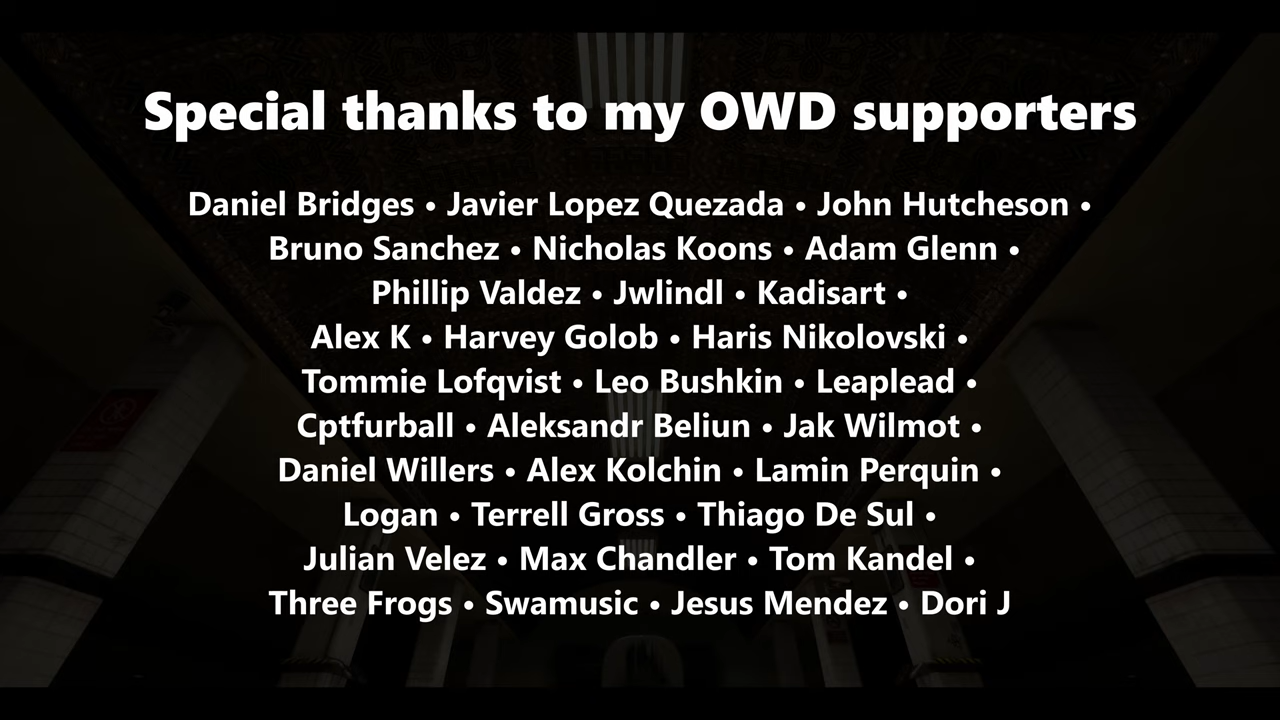 Special thanks to my OWD supporters
Daniel Bridges • Javier Lopez Quezada • John Hutcheson •
Bruno Sanchez • Nicholas Koons • Adam Glenn •
Phillip Valdez • Jwlindl • Kadisart •
Alex K • Harvey Golob • Haris Nikolovski •
Tommie Lofqvist • Leo Bushkin • Leaplead •
Cptfurball • Aleksandr Beliun • Jak Wilmot •
Daniel Willers • Alex Kolchin • Lamin Perquin •
Logan • Terrell Gross • Thiago De Sul •
Julian Velez • Max Chandler • Tom Kandel •
Three Frogs • Swamusic • Jesus Mendez • Dori J